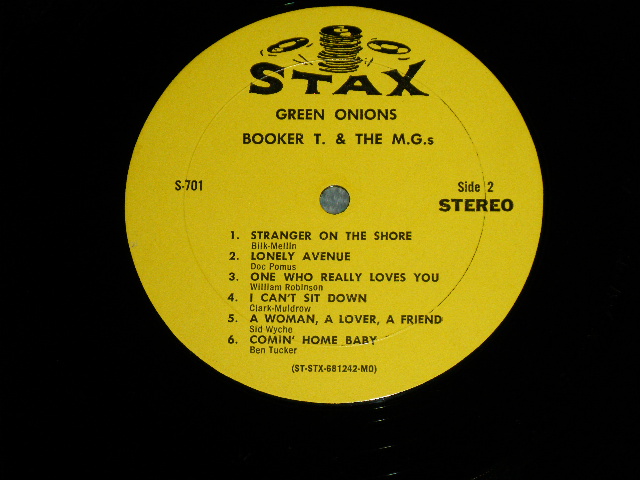 STAX
GREEN ONIONS
BOOKER T. & THE M.G.s
S-701
Side 2
STEREO
1. STRANGER ON THE SHORE
Bilk-Mellin
2. LONELY AVENUE
Doc Pomus
3. ONE WHO REALLY LOVES YOU
William Robinson
4. I CAN'T SIT DOWN
Clark-Muldrow
5. A WOMAN, A LOVER, A FRIEND
Sid Wyche
6. COMIN' HOME BABY
Ben Tucker
(ST-STX-681242-MO)